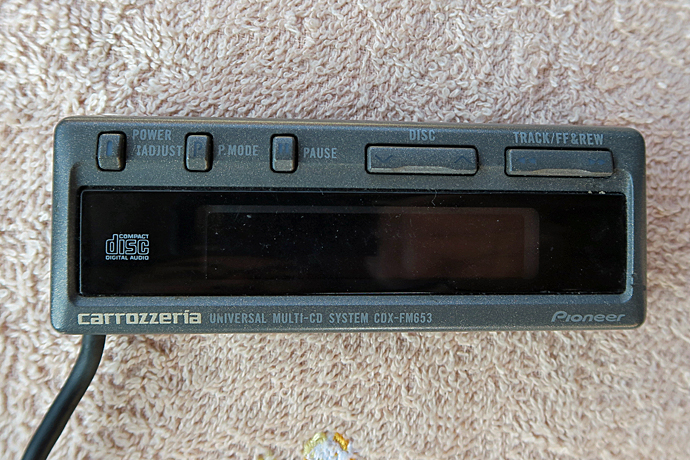 POWER
/IADJUST
P
P.MODE
PAUSE
DISC
TRACK/FF&REW
COMPACT
disc
DIGITAL AUDIO
carrozzeria UNIVERSAL MULTI-CD SYSTEM CDX-FM653
Pioneer